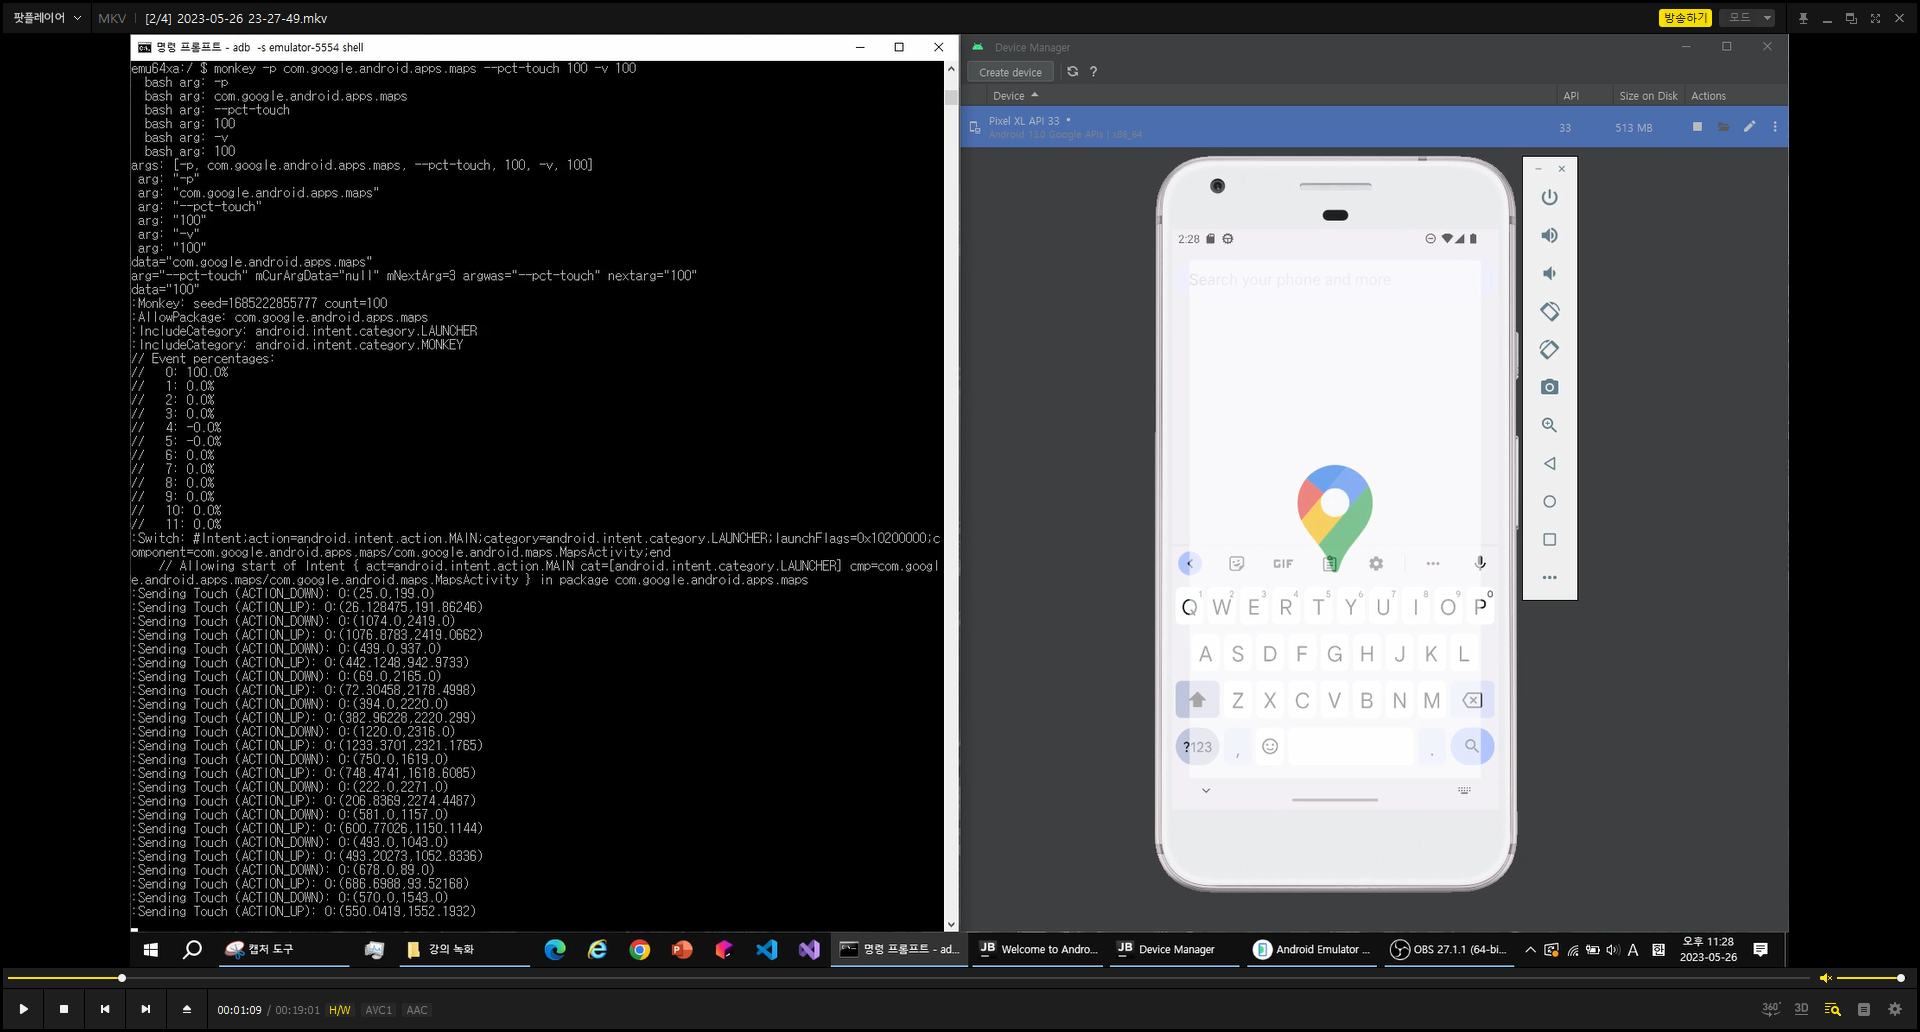 팟플레이어
MKV
[2/4] 2023-05-26 23-27-49.mkv
방송하기
모드
명령 프롬프트 - adb  -s emulator-5554 shell
emu64xa:/ $ monkey -p com.google.android.apps.maps --pct-touch 100 -v 100
bash arg: -p
bash arg: com.google.android.apps.maps
bash arg: --pct-touch
bash arg: 100
bash arg: -v
bash arg: 100
args: [-p, com.google.android.apps.maps, --pct-touch, 100, -v, 100]
arg: "-p"
arg: "com.google.android.apps.maps"
arg: "--pct-touch"
arg: "100"
arg: "-v"
arg: "100"
data="com.google.android.apps.maps"
arg="--pct-touch" mCurArgData="null" mNextArg=3 argwas="--pct-touch" nextarg="100"
data="100"
:Monkey: seed=1685222855777 count=100
:AllowPackage: com.google.android.apps.maps
:IncludeCategory: android.intent.category.LAUNCHER
:IncludeCategory: android.intent.category.MONKEY
// Event percentages:
//   0: 100.0%
//   1: 0.0%
//   2: 0.0%
//   3: 0.0%
//   4: -0.0%
//   5: -0.0%
//   6: 0.0%
//   7: 0.0%
//   8: 0.0%
//   9: 0.0%
//   10: 0.0%
//   11: 0.0%
:Switch: #Intent;action=android.intent.action.MAIN;category=android.intent.category.LAUNCHER;launchFlags=0x10200000;c
omponent=com.google.android.apps.maps/com.google.android.maps.MapsActivity;end
// Allowing start of Intent { act=android.intent.action.MAIN cat=[android.intent.category.LAUNCHER] cmp=com.googl
e.android.apps.maps/com.google.android.maps.MapsActivity } in package com.google.android.apps.maps
:Sending Touch (ACTION_DOWN): 0:(25.0,199.0)
:Sending Touch (ACTION_UP): 0:(26.128475,191.86246)
:Sending Touch (ACTION_DOWN): 0:(1074.0,2419.0)
:Sending Touch (ACTION_UP): 0:(1076.8783,2419.0662)
:Sending Touch (ACTION_DOWN): 0:(439.0,937.0)
:Sending Touch (ACTION_UP): 0:(442.1248,942.9733)
:Sending Touch (ACTION_DOWN): 0:(69.0,2165.0)
:Sending Touch (ACTION_UP): 0:(72.30458,2178.4998)
:Sending Touch (ACTION_DOWN): 0:(394.0,2220.0)
:Sending Touch (ACTION_UP): 0:(382.96228,2220.299)
:Sending Touch (ACTION_DOWN): 0:(1220.0,2316.0)
:Sending Touch (ACTION_UP): 0:(1233.3701,2321.1765)
:Sending Touch (ACTION_DOWN): 0:(750.0,1619.0)
:Sending Touch (ACTION_UP): 0:(748.4741,1618.6085)
:Sending Touch (ACTION_DOWN): 0:(222.0,2271.0)
:Sending Touch (ACTION_UP): 0:(206.8369,2274.4487)
:Sending Touch (ACTION_DOWN): 0:(581.0,1157.0)
:Sending Touch (ACTION_UP): 0:(600.77026,1150.1144)
:Sending Touch (ACTION_DOWN): 0:(493.0,1043.0)
:Sending Touch (ACTION_UP): 0:(493.20273,1052.8336)
:Sending Touch (ACTION_DOWN): 0:(678.0,89.0)
:Sending Touch (ACTION_UP): 0:(686.6988,93.52168)
:Sending Touch (ACTION_DOWN): 0:(570.0,1543.0)
:Sending Touch (ACTION_UP): 0:(550.0419,1552.1932)
Device Manager
Create device
?
Device
API
Size on Disk
Actions
Pixel XL API 33
33
513 MB
Android 13.0 Google APIs | x86_64
2:28
Search your phone and more
GIF
Q1 W2 E3 R4 T5 Y6 U7 I8 O9 P0
A S D F G H J K L
Z X C V B N M
?123 , .
캡처 도구
강의 녹화
명령 프롬프트 - ad...
Welcome to Andro...
Device Manager
Android Emulator ...
OBS 27.1.1 (64-bi...
A
오후 11:28
2023-05-26
00:01:09 / 00:19:01 H/W AVC1 AAC
360°
3D